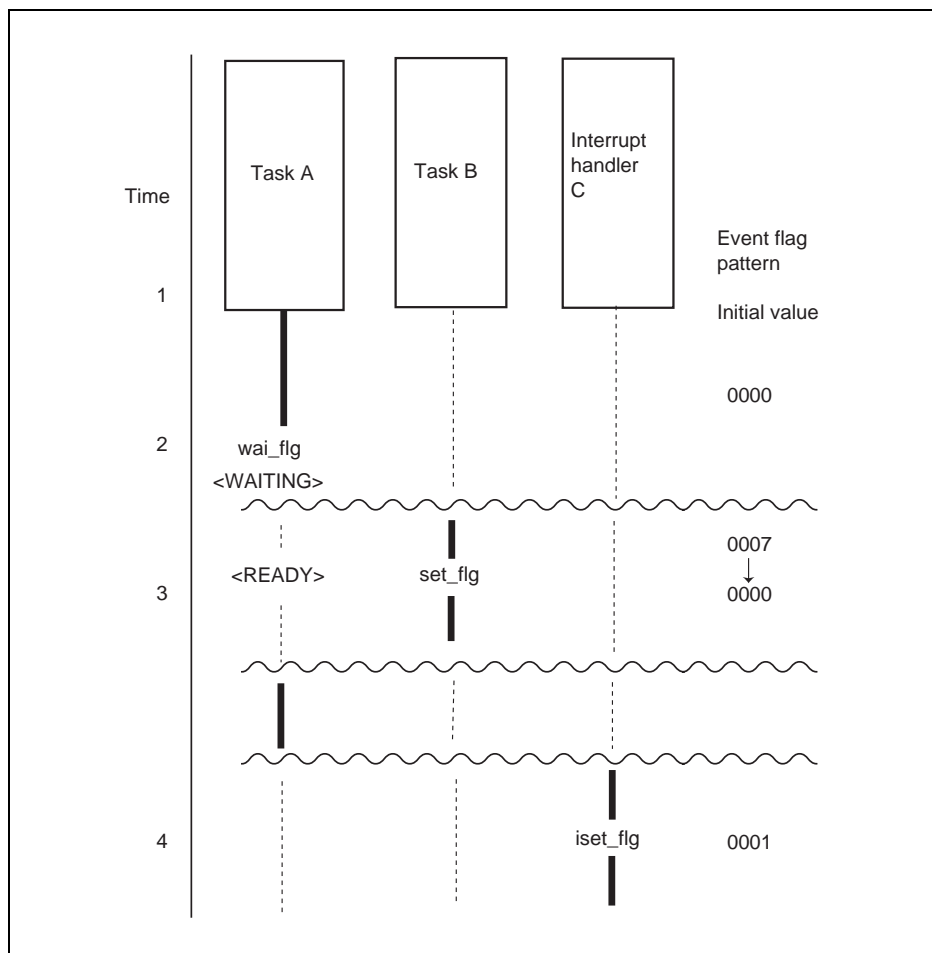 Task A
Task B
Interrupt
handler
C
Time
Event flag
pattern
1
Initial value
0000
2
wai_flg
<WAITING>
0007
<READY>
set_flg
3
0000
4
iset_flg
0001